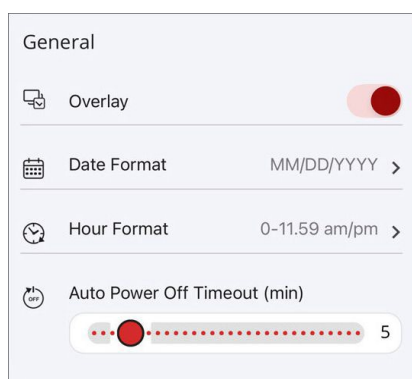 General
Overlay
Date Format MM/DD/YYYY
Hour Format 0-11.59 am/pm
OFF
Auto Power Off Timeout (min)
5